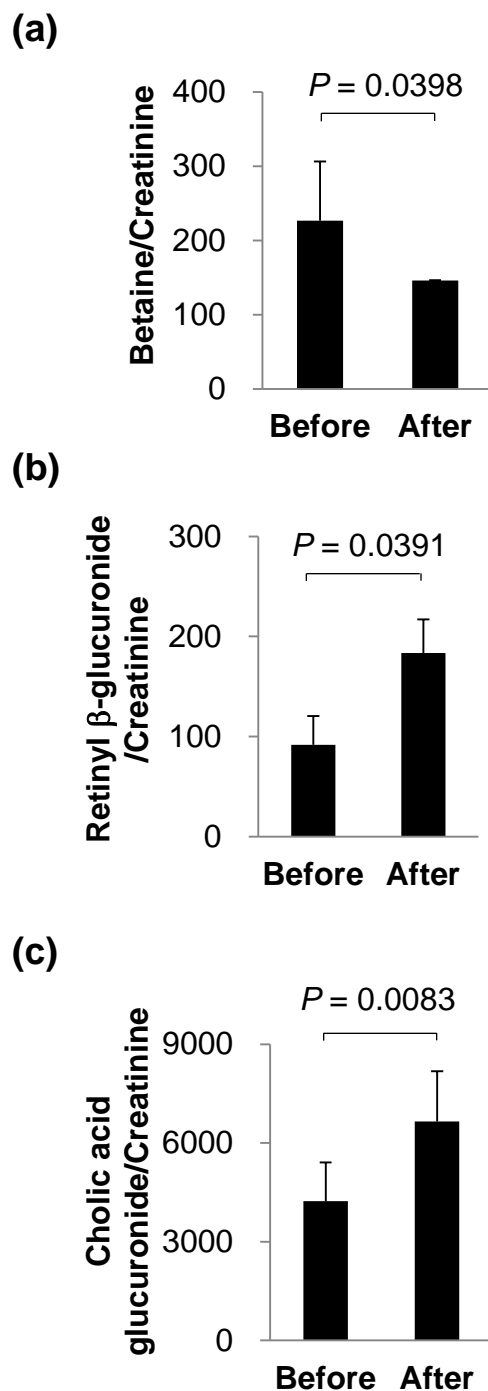 (a)
P = 0.0398
400
300
200
100
0
Betaine/Creatinine
Before After
(b)
P = 0.0391
300
200
100
0
Retinyl β-glucuronide
/Creatinine
Before After
(c)
P = 0.0083
9000
6000
3000
0
Cholic acid
glucuronide/Creatinine
Before After